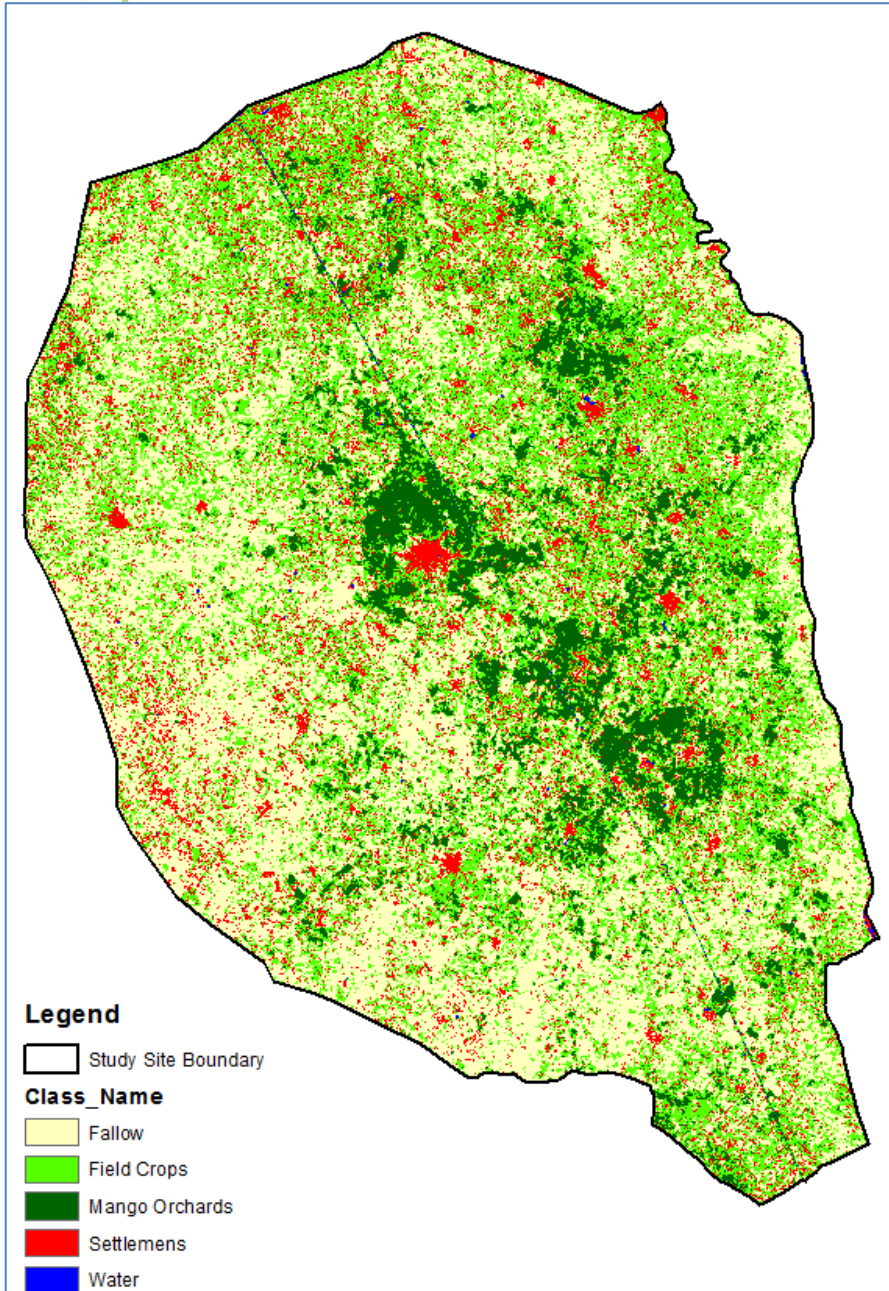 Legend
Study Site Boundary
Class_Name
Fallow
Field Crops
Mango Orchards
Settlemens
Water